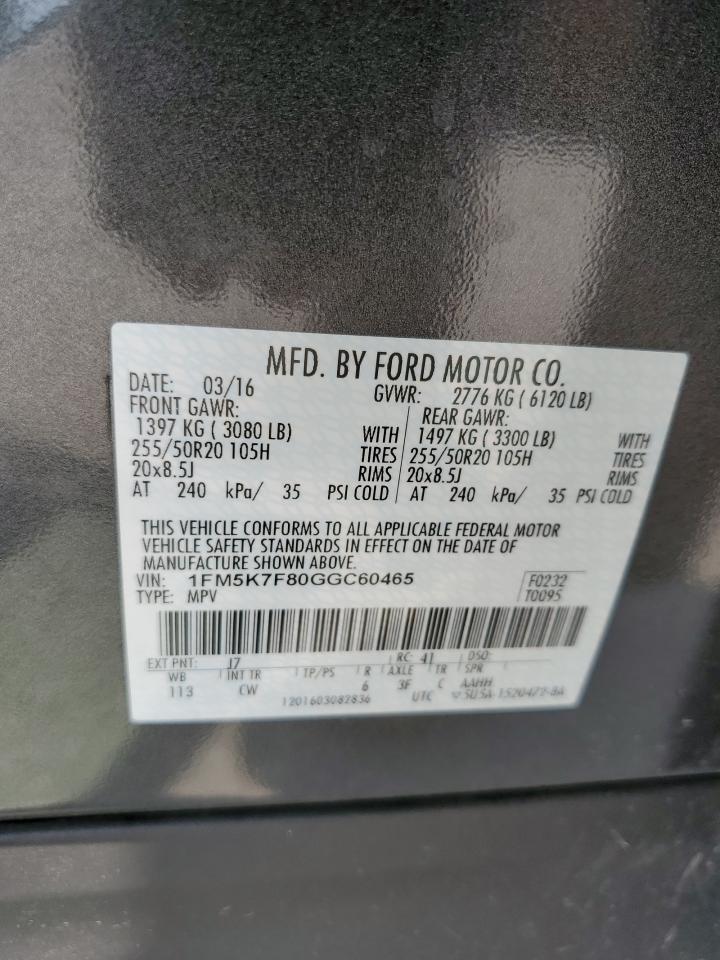 MFD. BY FORD MOTOR CO.
DATE: 03/16 GVWR: 2776 KG ( 6120 LB)
FRONT GAWR: REAR GAWR:
1397 KG ( 3080 LB) WITH 1497 KG ( 3300 LB) WITH
255/50R20 105H TIRES 255/50R20 105H TIRES
20x8.5J RIMS 20x8.5J RIMS
AT 240 kPa/ 35 PSI COLD AT 240 kPa/ 35 PSI COLD
THIS VEHICLE CONFORMS TO ALL APPLICABLE FEDERAL MOTOR
VEHICLE SAFETY STANDARDS IN EFFECT ON THE DATE OF
MANUFACTURE SHOWN ABOVE.
VIN: 1FM5K7F80GGC60465 F0232
TYPE: MPV T0095
EXT PNT: J7 RC: 41 DSO:
WB INT TR TP/PS R AXLE TR SPR
113 CW 6 3F C AAHH
1201603082836 UTC